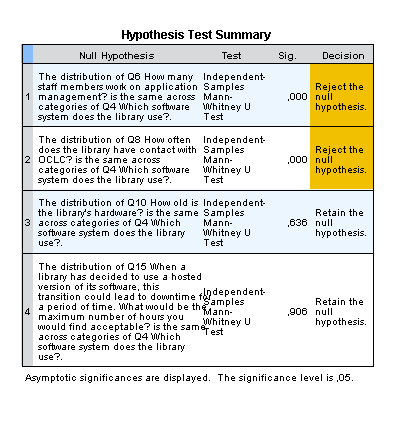 Hypothesis Test Summary
Null Hypothesis Test Sig. Decision
1
The distribution of Q6 How many
staff members work on application
management? is the same across
categories of Q4 Which software
system does the library use?.
Independent-
Samples
Mann-
Whitney U
Test
,000
Reject the
null
hypothesis.
2
The distribution of Q8 How often
does the library have contact with
OCLC? is the same across
categories of Q4 Which software
system does the library use?.
Independent-
Samples
Mann-
Whitney U
Test
,000
Reject the
null
hypothesis.
3
The distribution of Q10 How old is
the library's hardware? is the same
across categories of Q4 Which
software system does the library
use?.
Independent-
Samples
Mann-
Whitney U
Test
,636
Retain the
null
hypothesis.
4
The distribution of Q15 When a
library has decided to use a hosted
version of its software, this
transition could lead to downtime for
a period of time. What would be the
maximum number of hours you
would find acceptable? is the same
across categories of Q4 Which
software system does the library
use?.
Independent-
Samples
Mann-
Whitney U
Test
,906
Retain the
null
hypothesis.
Asymptotic significances are displayed. The significance level is ,05.